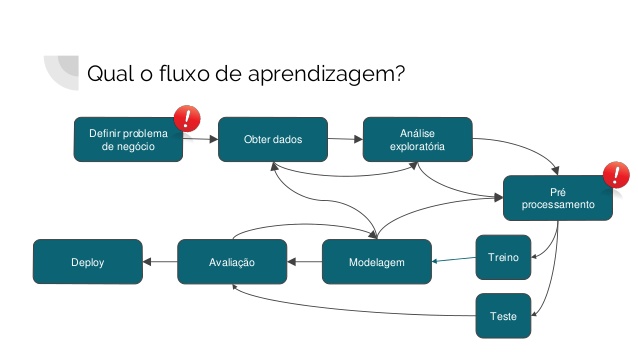 Qual o fluxo de aprendizagem?
!
Definir problema
de negócio
Obter dados
Análise
exploratória
!
Pré
processamento
Deploy
Avaliação
Modelagem
Treino
Teste